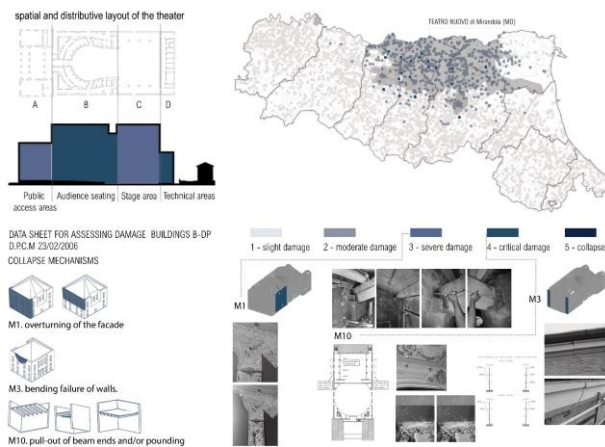 spatial and distributive layout of the theater
A
B
C
D
Public access areas
Audience seating
Stage area
Technical areas
TEATRO NUOVO di Mirandola (MO)
DATA SHEET FOR ASSESSING DAMAGE BUILDINGS B-DP
D.P.C.M 23/02/2006
COLLAPSE MECHANISMS
M1. overturning of the facade
M3. bending failure of walls.
M10. pull-out of beam ends and/or pounding
1 - slight damage
2 - moderate damage
3 - severe damage
4 - critical damage
5 - collapse
M1
M10
M3